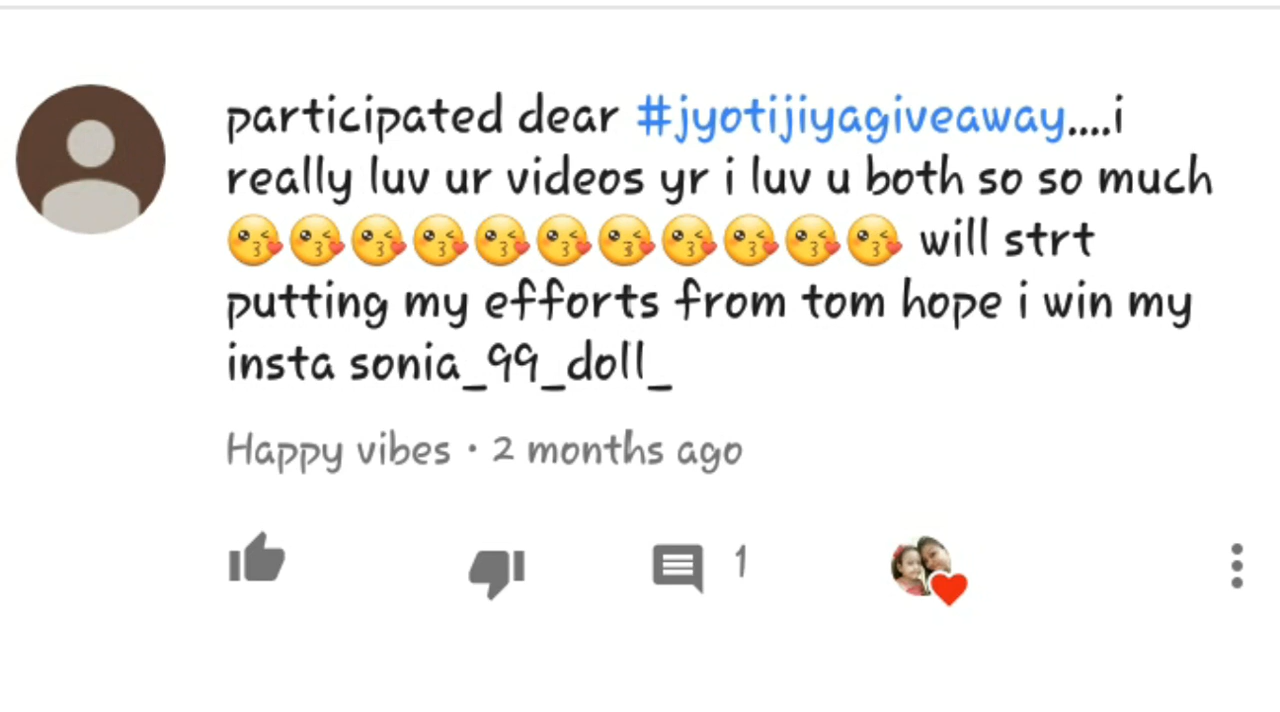 participated dear #jyotijiyagiveaway....i
really luv ur videos yr i luv u both so so much
😘😘😘😘😘😘😘😘😘😘😘 will strt
putting my efforts from tom hope i win my
insta sonia_99_doll_
Happy vibes • 2 months ago
1